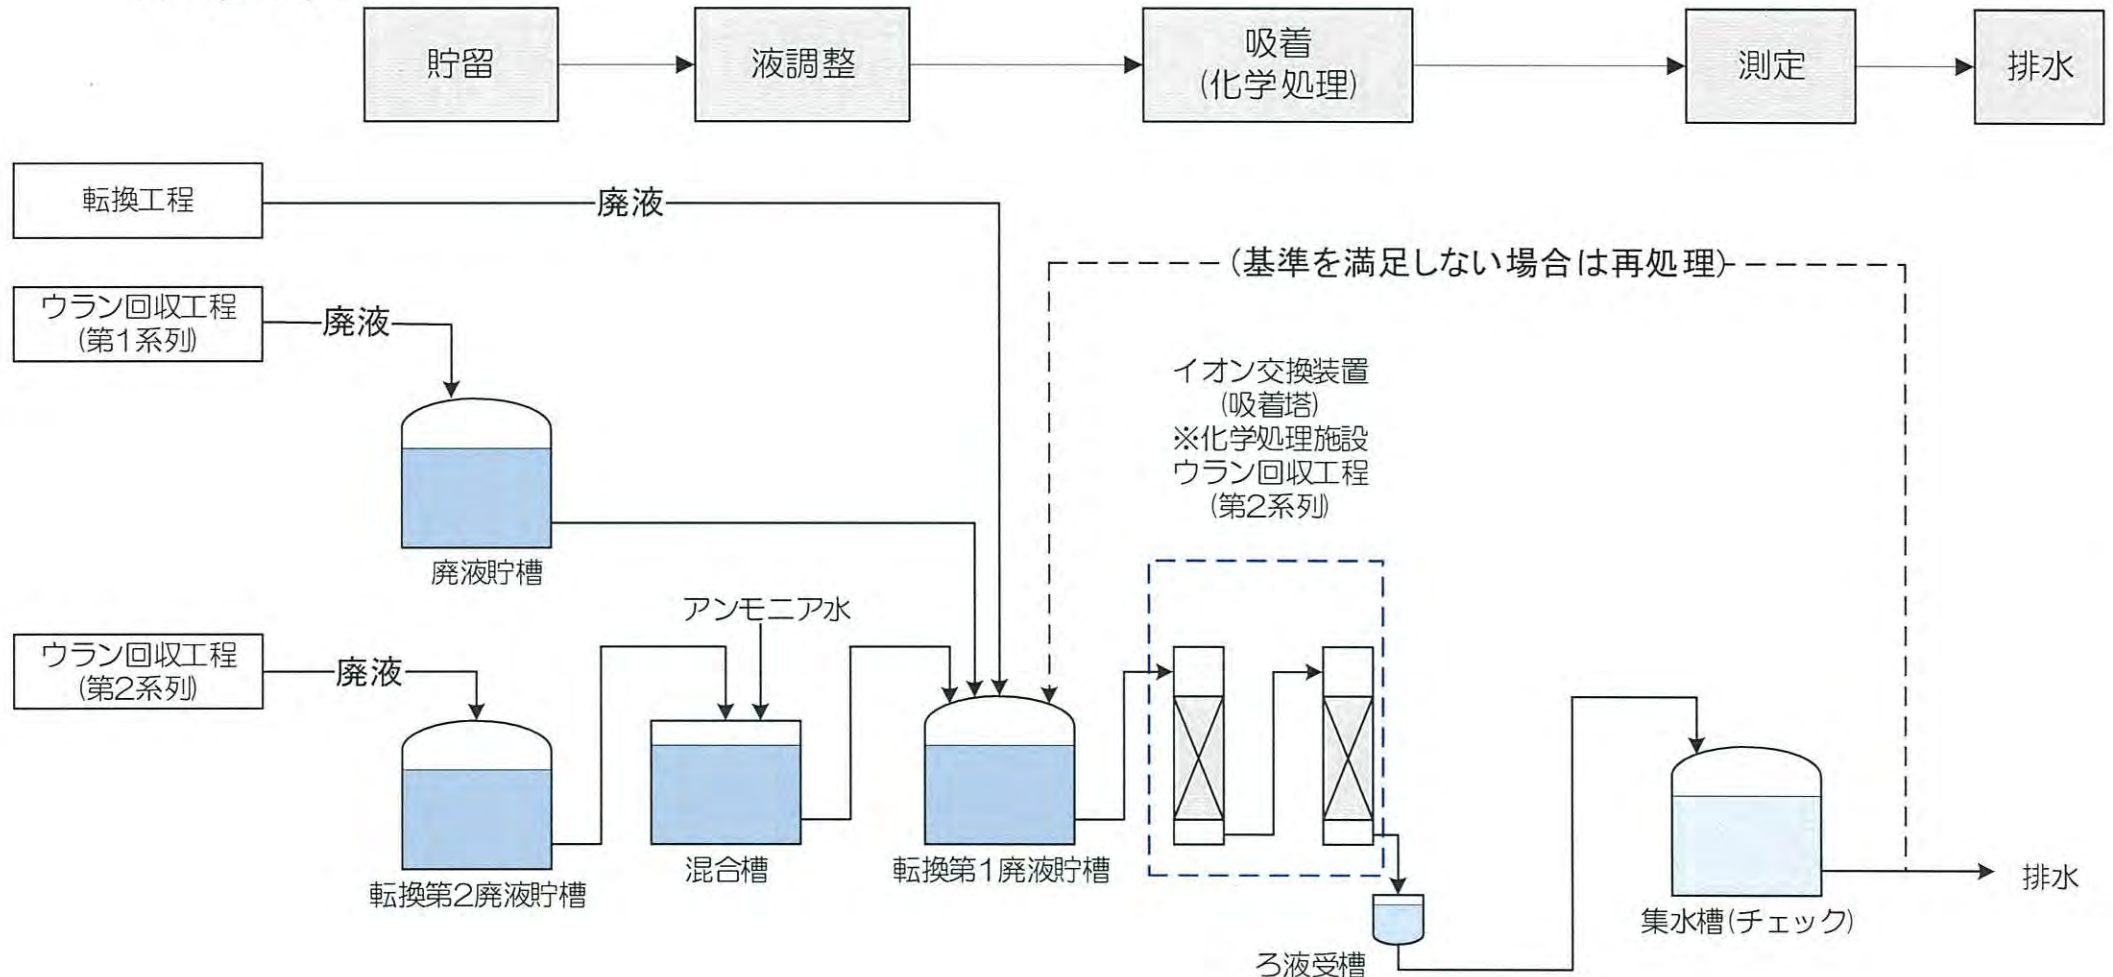 貯留
液調整
吸着
(化学処理)
測定
排水
転換工程
廃液
(基準を満足しない場合は再処理)
ウラン回収工程
(第1系列)
廃液
イオン交換装置
(吸着塔)
※化学処理施設
ウラン回収工程
(第2系列)
廃液貯槽
アンモニア水
ウラン回収工程
(第2系列)
廃液
転換第2廃液貯槽
混合槽
転換第1廃液貯槽
ろ液受槽
集水槽(チェック)
排水